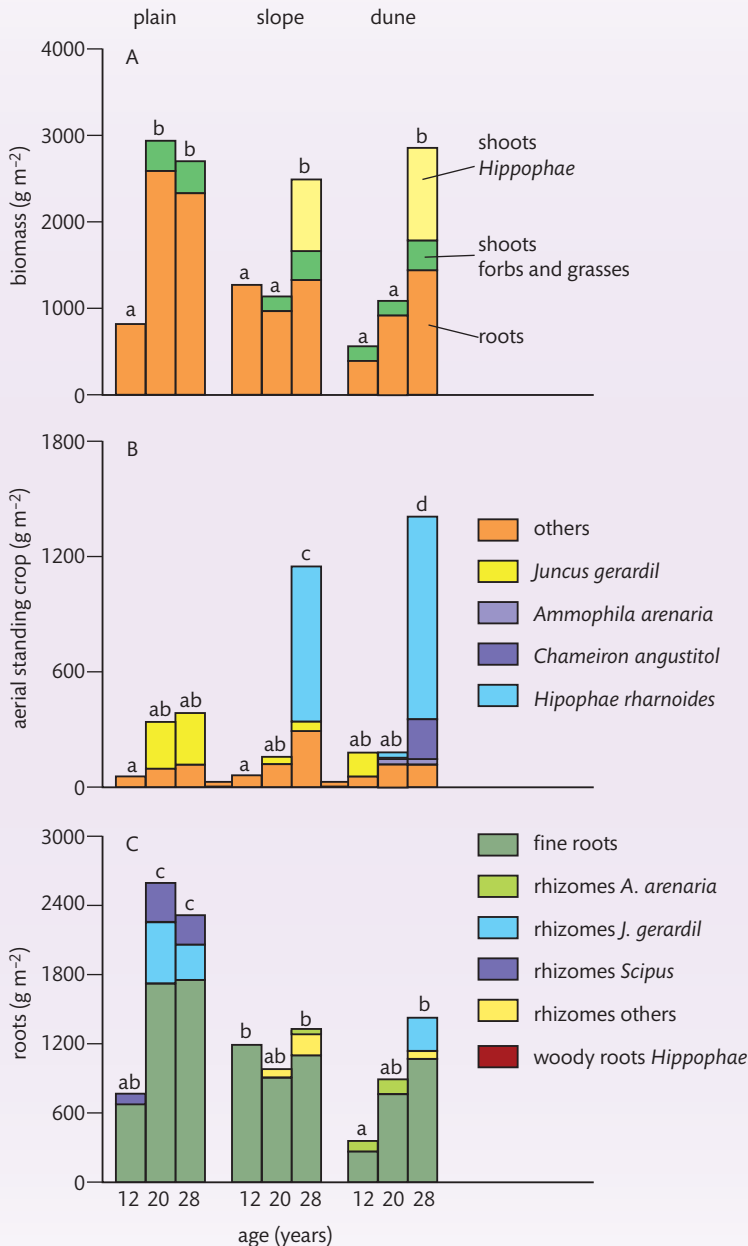 plain slope dune
A
4000
3000
2000
1000
0
biomass (g m⁻²)
a
b
b
a
a
b
a
a
b
shoots
Hippophae
shoots
forbs and grasses
roots
B
1800
1200
600
0
aerial standing crop (g m⁻²)
a
ab
ab
a
ab
c
ab
ab
d
others
Juncus gerardil
Ammophila arenaria
Chameiron angustitol
Hipophae rharnoides
C
3000
2400
1800
1200
600
0
roots (g m⁻²)
ab
c
c
b
ab
b
a
ab
b
fine roots
rhizomes A. arenaria
rhizomes J. gerardil
rhizomes Scipus
rhizomes others
woody roots Hippophae
12 20 28 12 20 28 12 20 28
age (years)